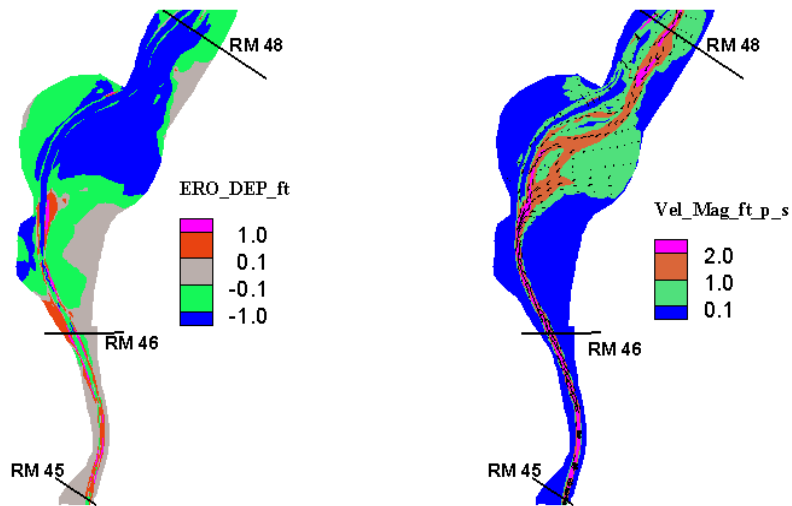 RM 48
ERO_DEP_ft
1.0
0.1
-0.1
-1.0
RM 46
RM 45
RM 48
Vel_Mag_ft_p_s
2.0
1.0
0.1
RM 46
RM 45